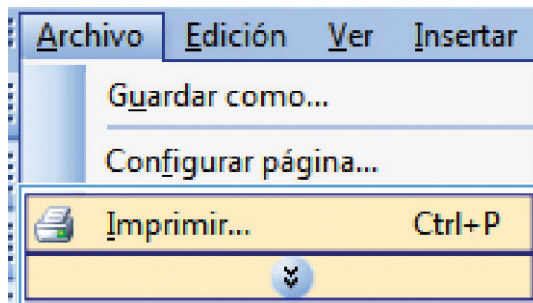 Archivo Edición Ver Insertar
Guardar como...
Configurar página...
Imprimir... Ctrl+P